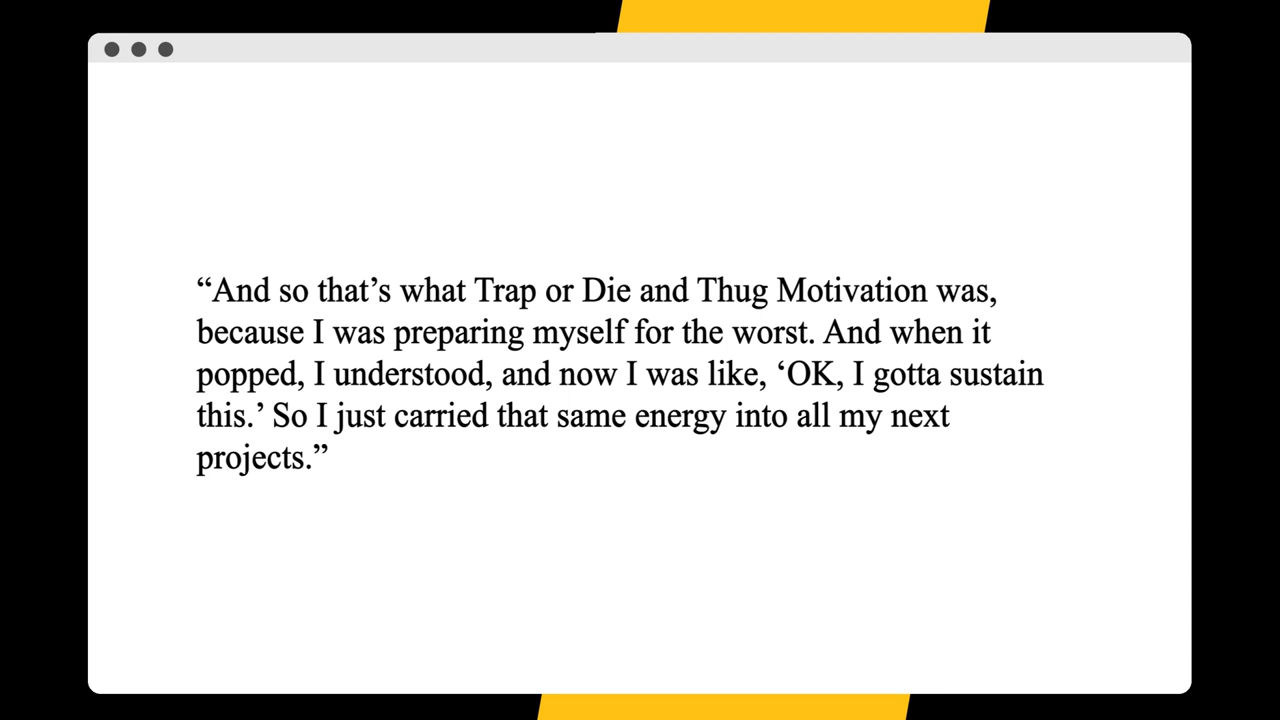 “And so that’s what Trap or Die and Thug Motivation was,
because I was preparing myself for the worst. And when it
popped, I understood, and now I was like, ‘OK, I gotta sustain
this.’ So I just carried that same energy into all my next
projects.”